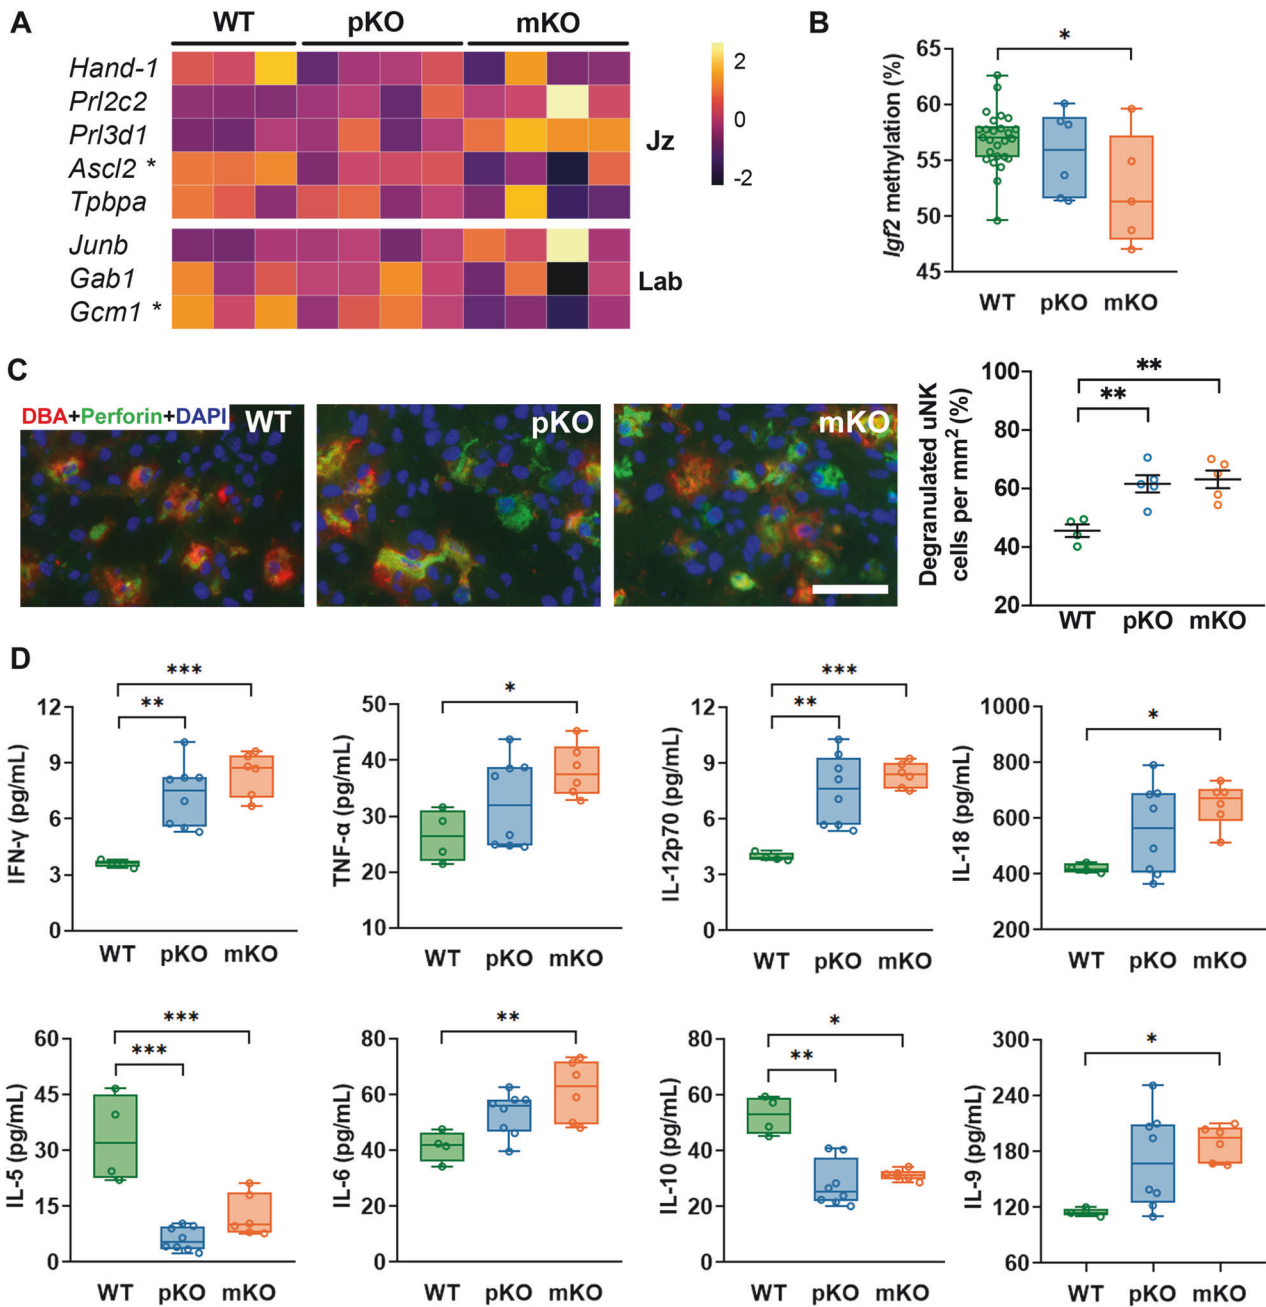 A
WT pKO mKO
Hand-1
Prl2c2
Prl3d1
Ascl2 *
Tpbpa
Jz
Junb
Gab1
Gcm1 *
Lab
2
0
-2
B
Igf2 methylation (%)
65
60
55
50
45
*
WT pKO mKO
C
DBA+Perforin+DAPI
WT
pKO
mKO
Degranulated uNK
cells per mm2 (%)
100
80
60
40
20
**
**
WT pKO mKO
D
IFN-γ (pg/mL)
12
9
6
3
0
***
**
WT pKO mKO
TNF-α (pg/mL)
50
40
30
20
10
*
WT pKO mKO
IL-12p70 (pg/mL)
12
9
6
3
0
***
**
WT pKO mKO
IL-18 (pg/mL)
1000
800
600
400
200
*
WT pKO mKO
IL-5 (pg/mL)
60
45
30
15
0
***
***
WT pKO mKO
IL-6 (pg/mL)
80
60
40
20
0
**
WT pKO mKO
IL-10 (pg/mL)
80
60
40
20
0
*
**
WT pKO mKO
IL-9 (pg/mL)
300
240
180
120
60
*
WT pKO mKO